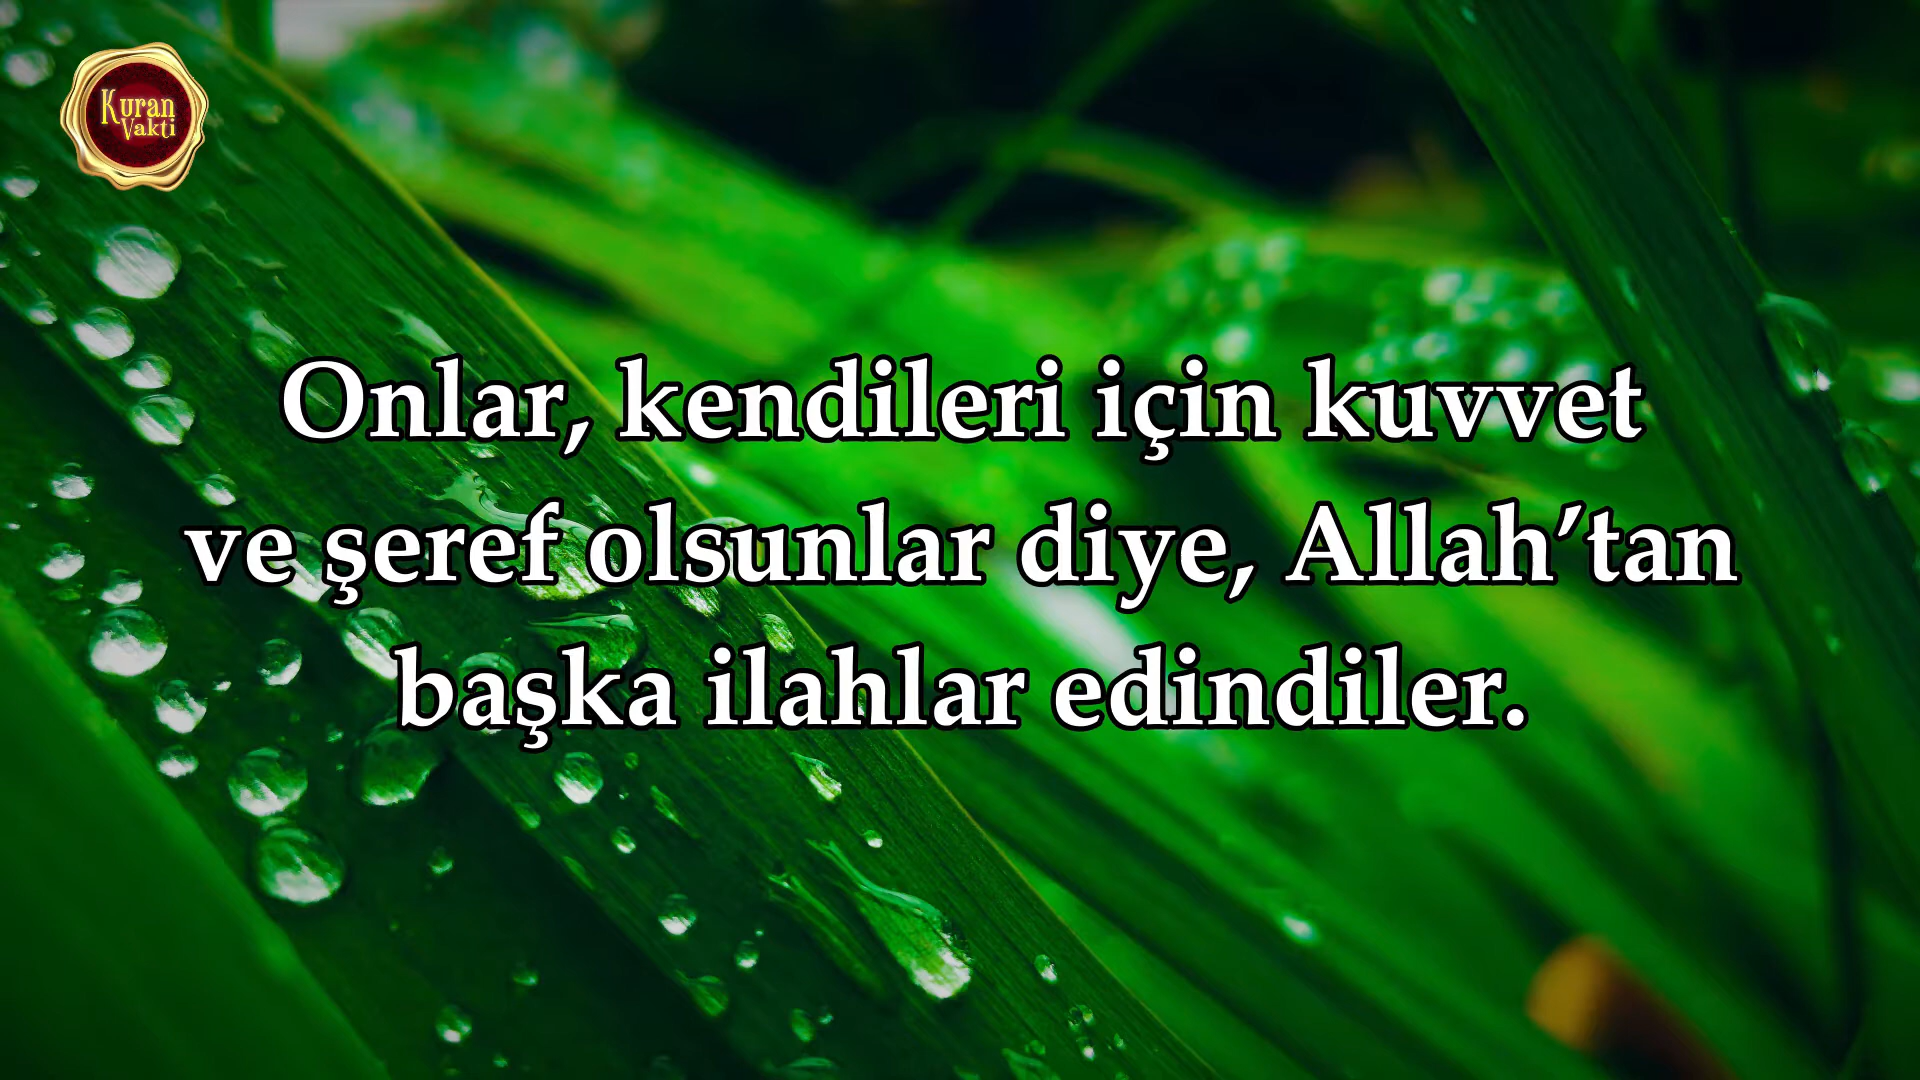 Kuran
Vakti
Onlar, kendileri için kuvvet
ve şeref olsunlar diye, Allah’tan
başka ilahlar edindiler.